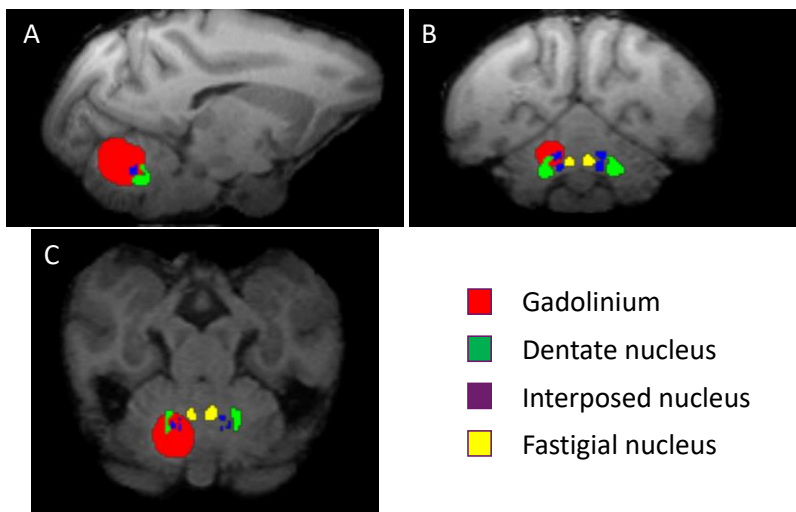 A
B
C
Gadolinium
Dentate nucleus
Interposed nucleus
Fastigial nucleus